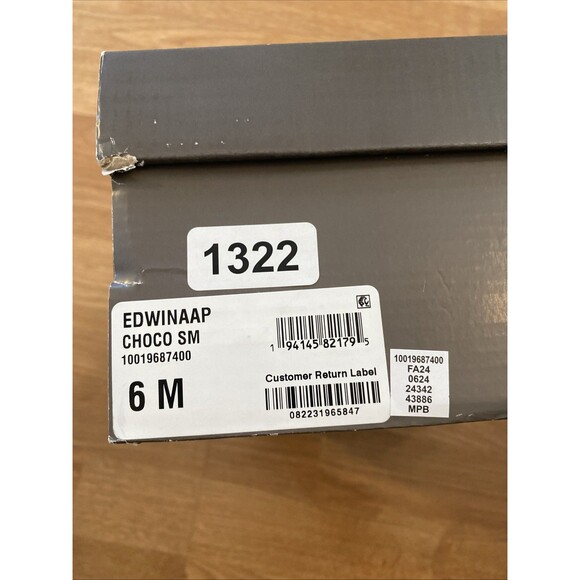 1322
EDWINAAP
CHOCO SM
10019687400
6 M
1 94145 82179 5
Customer Return Label
082231965847
10019687400
FA24
0624
24342
43886
MPB